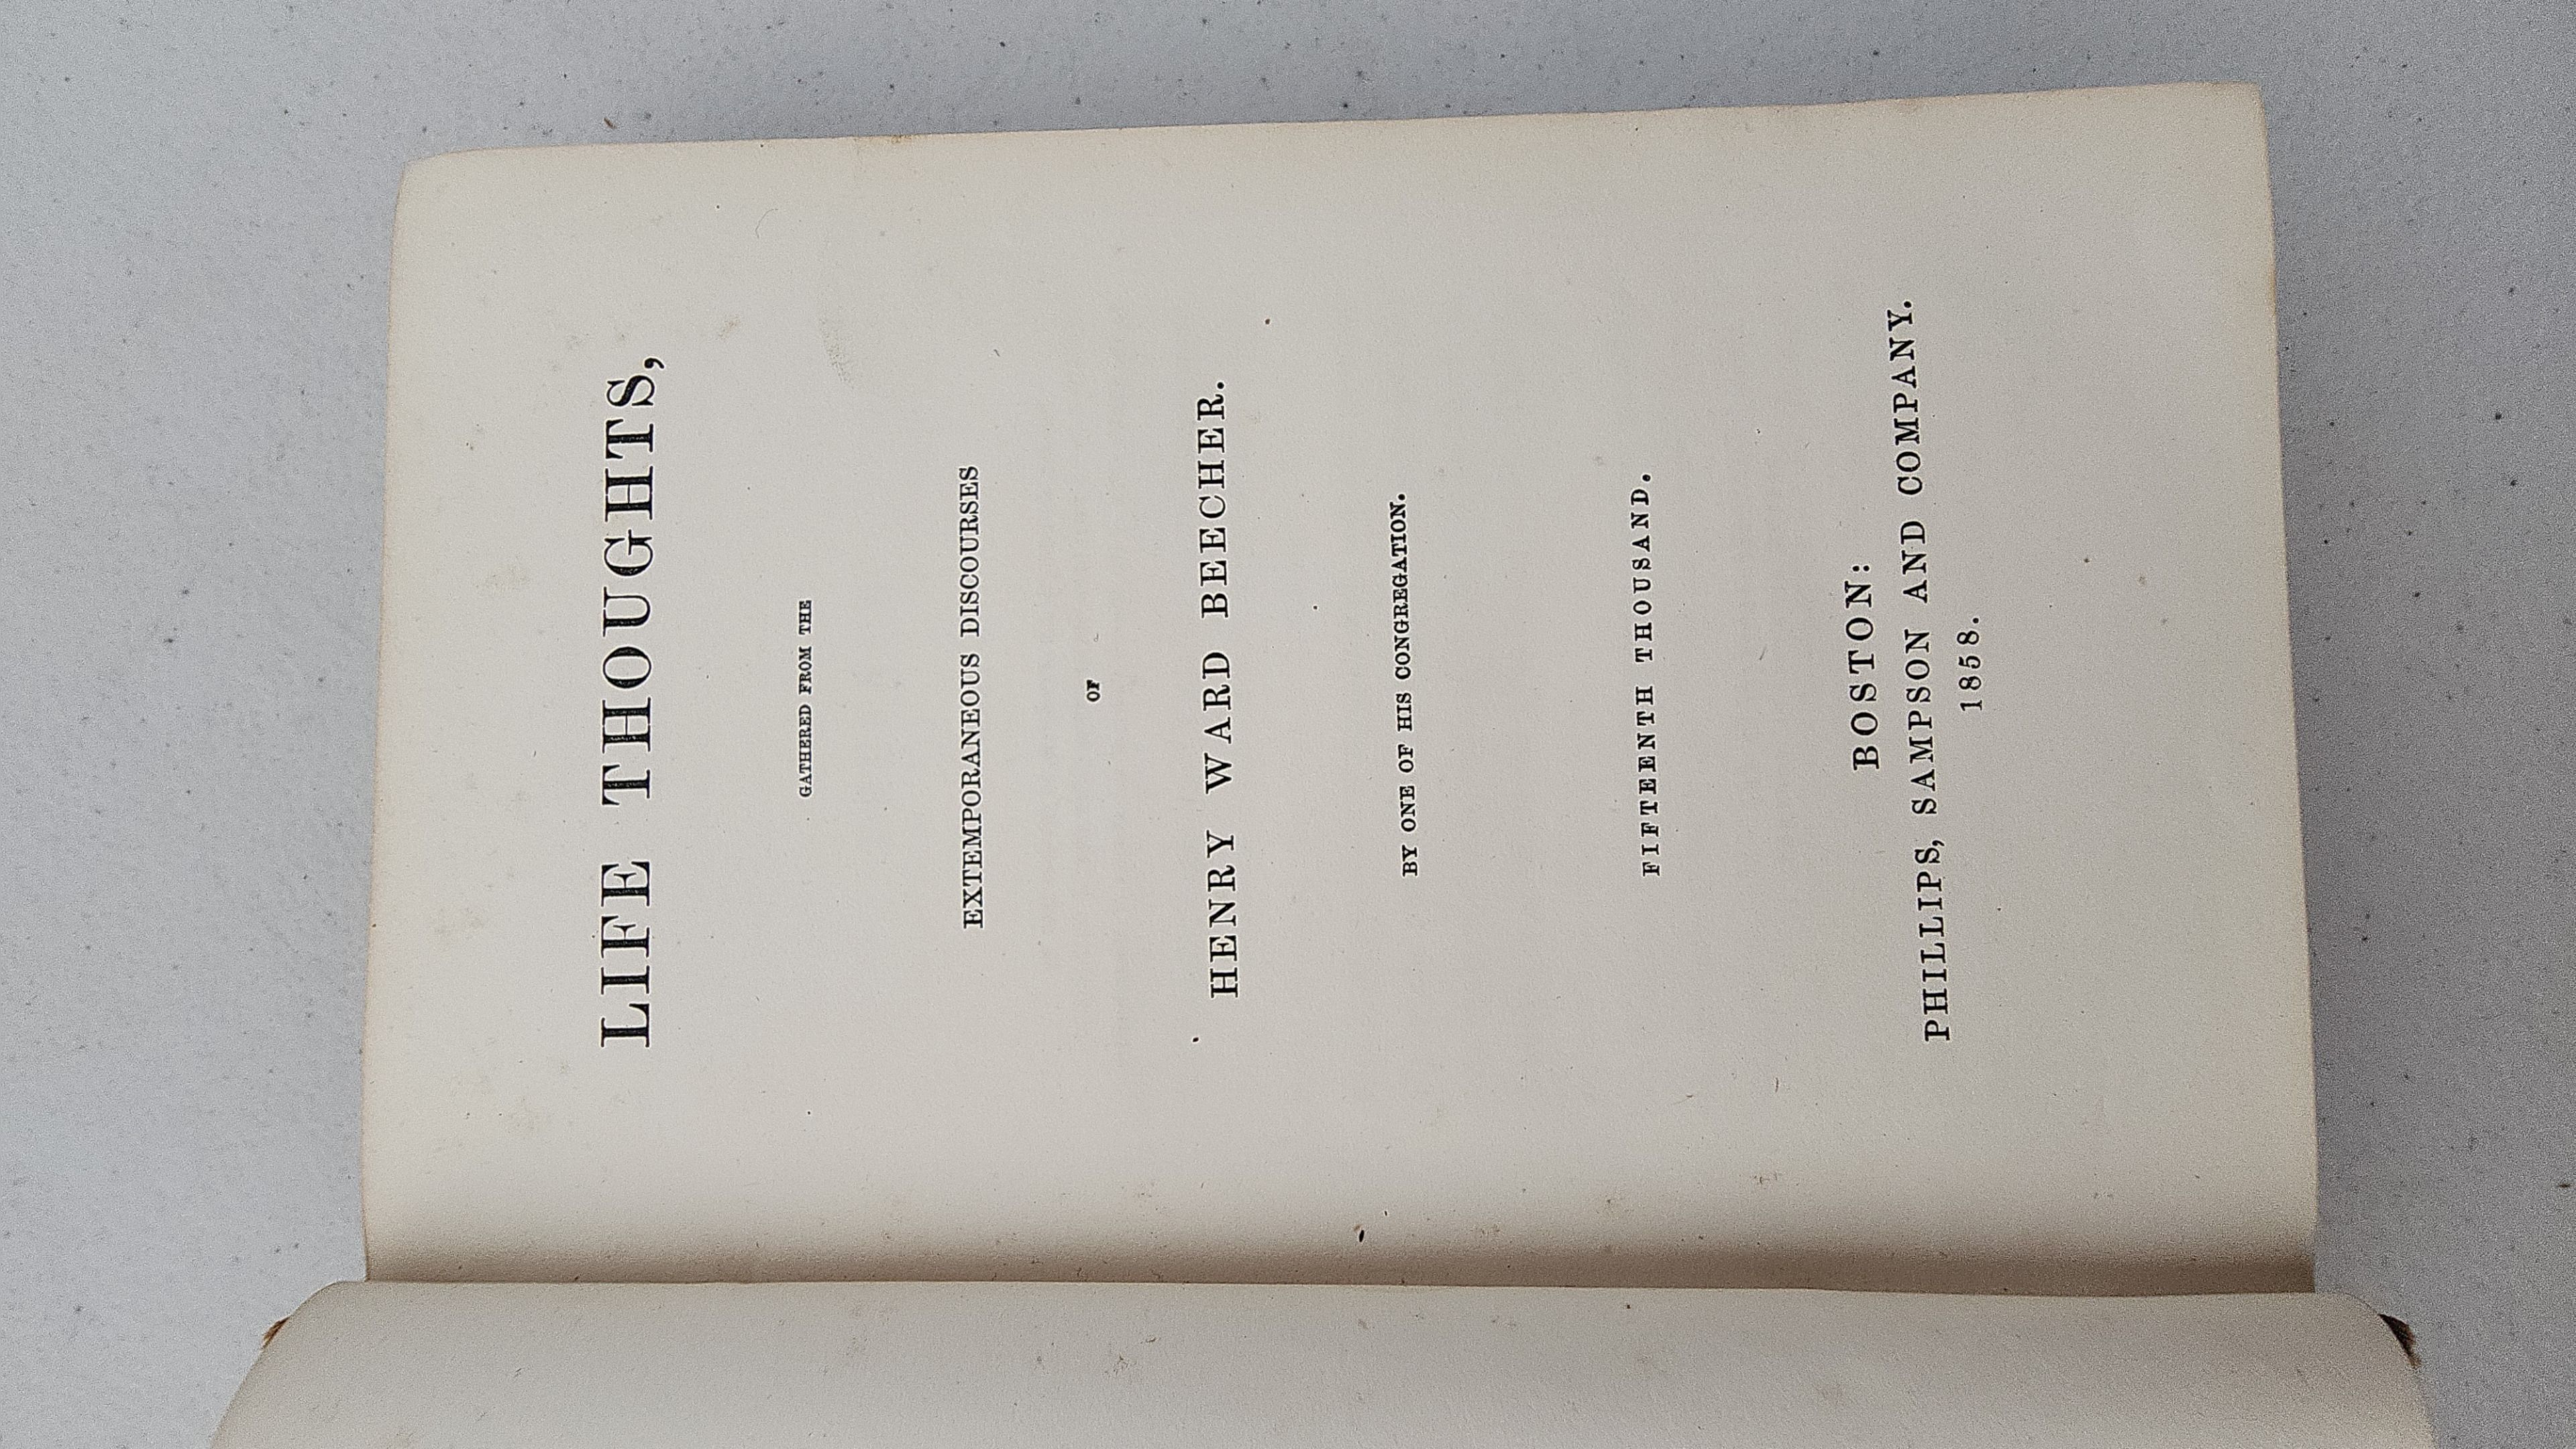 LIFE THOUGHTS,
GATHERED FROM THE
EXTEMPORANEOUS DISCOURSES
OF
HENRY WARD BEECHER.
BY ONE OF HIS CONGREGATION.
FIFTEENTH THOUSAND.
BOSTON:
PHILLIPS, SAMPSON AND COMPANY.
1858.